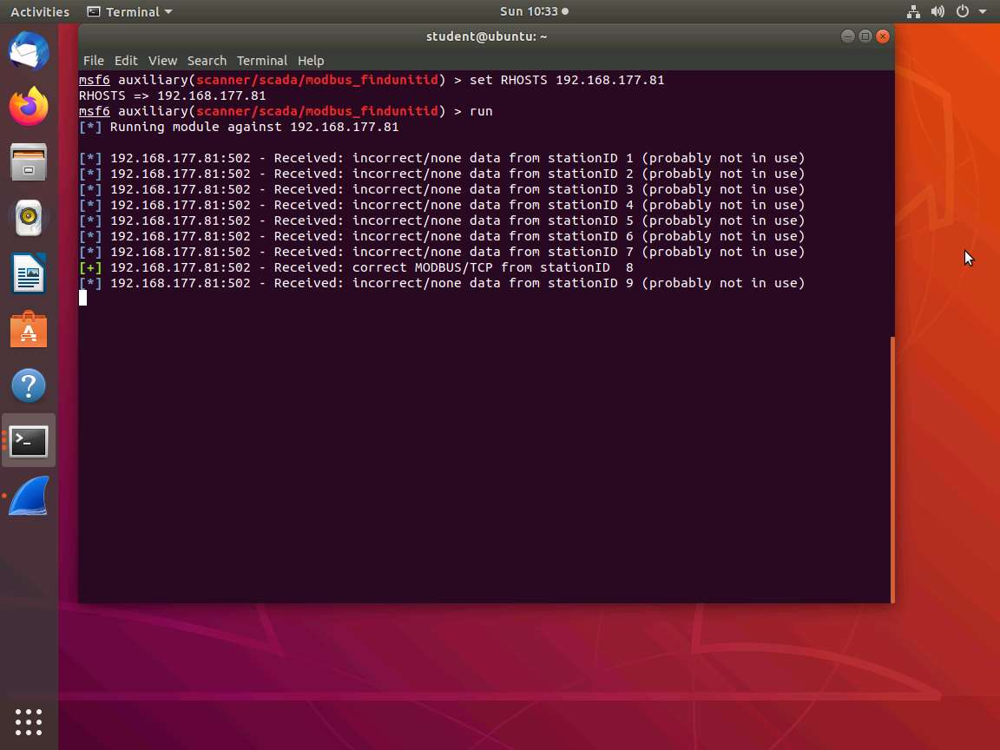 Activities Terminal Sun 10:33
student@ubuntu: ~
File Edit View Search Terminal Help
msf6 auxiliary(scanner/scada/modbus_findunitid) > set RHOSTS 192.168.177.81
RHOSTS => 192.168.177.81
msf6 auxiliary(scanner/scada/modbus_findunitid) > run
[*] Running module against 192.168.177.81
[*] 192.168.177.81:502 - Received: incorrect/none data from stationID 1 (probably not in use)
[*] 192.168.177.81:502 - Received: incorrect/none data from stationID 2 (probably not in use)
[*] 192.168.177.81:502 - Received: incorrect/none data from stationID 3 (probably not in use)
[*] 192.168.177.81:502 - Received: incorrect/none data from stationID 4 (probably not in use)
[*] 192.168.177.81:502 - Received: incorrect/none data from stationID 5 (probably not in use)
[*] 192.168.177.81:502 - Received: incorrect/none data from stationID 6 (probably not in use)
[*] 192.168.177.81:502 - Received: incorrect/none data from stationID 7 (probably not in use)
[+] 192.168.177.81:502 - Received: correct MODBUS/TCP from stationID  8
[*] 192.168.177.81:502 - Received: incorrect/none data from stationID 9 (probably not in use)